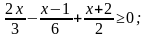 2x/3 − (x−1)/6 + (x+2)/2 ≥ 0 ;